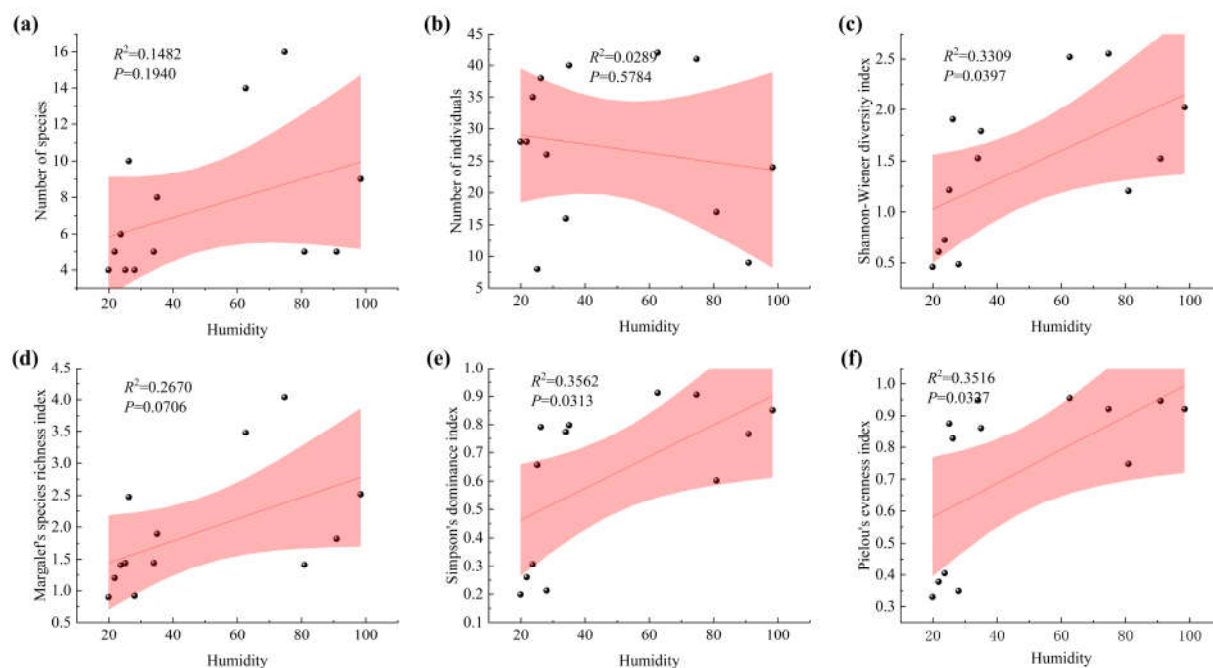 (a)
R²=0.1482
P=0.1940
Number of species
16
14
12
10
8
6
4
20 40 60 80 100
Humidity
(b)
R²=0.0289
P=0.5784
Number of individuals
45
40
35
30
25
20
15
10
5
20 40 60 80 100
Humidity
(c)
R²=0.3309
P=0.0397
Shannon-Wiener diversity index
2.5
2.0
1.5
1.0
0.5
20 40 60 80 100
Humidity
(d)
R²=0.2670
P=0.0706
Margalef's species richness index
4.5
4.0
3.5
3.0
2.5
2.0
1.5
1.0
0.5
20 40 60 80 100
Humidity
(e)
R²=0.3562
P=0.0313
Simpson's dominance index
1.0
0.9
0.8
0.7
0.6
0.5
0.4
0.3
0.2
0.1
20 40 60 80 100
Humidity
(f)
R²=0.3516
P=0.0327
Pielou's evenness index
1.0
0.9
0.8
0.7
0.6
0.5
0.4
0.3
20 40 60 80 100
Humidity